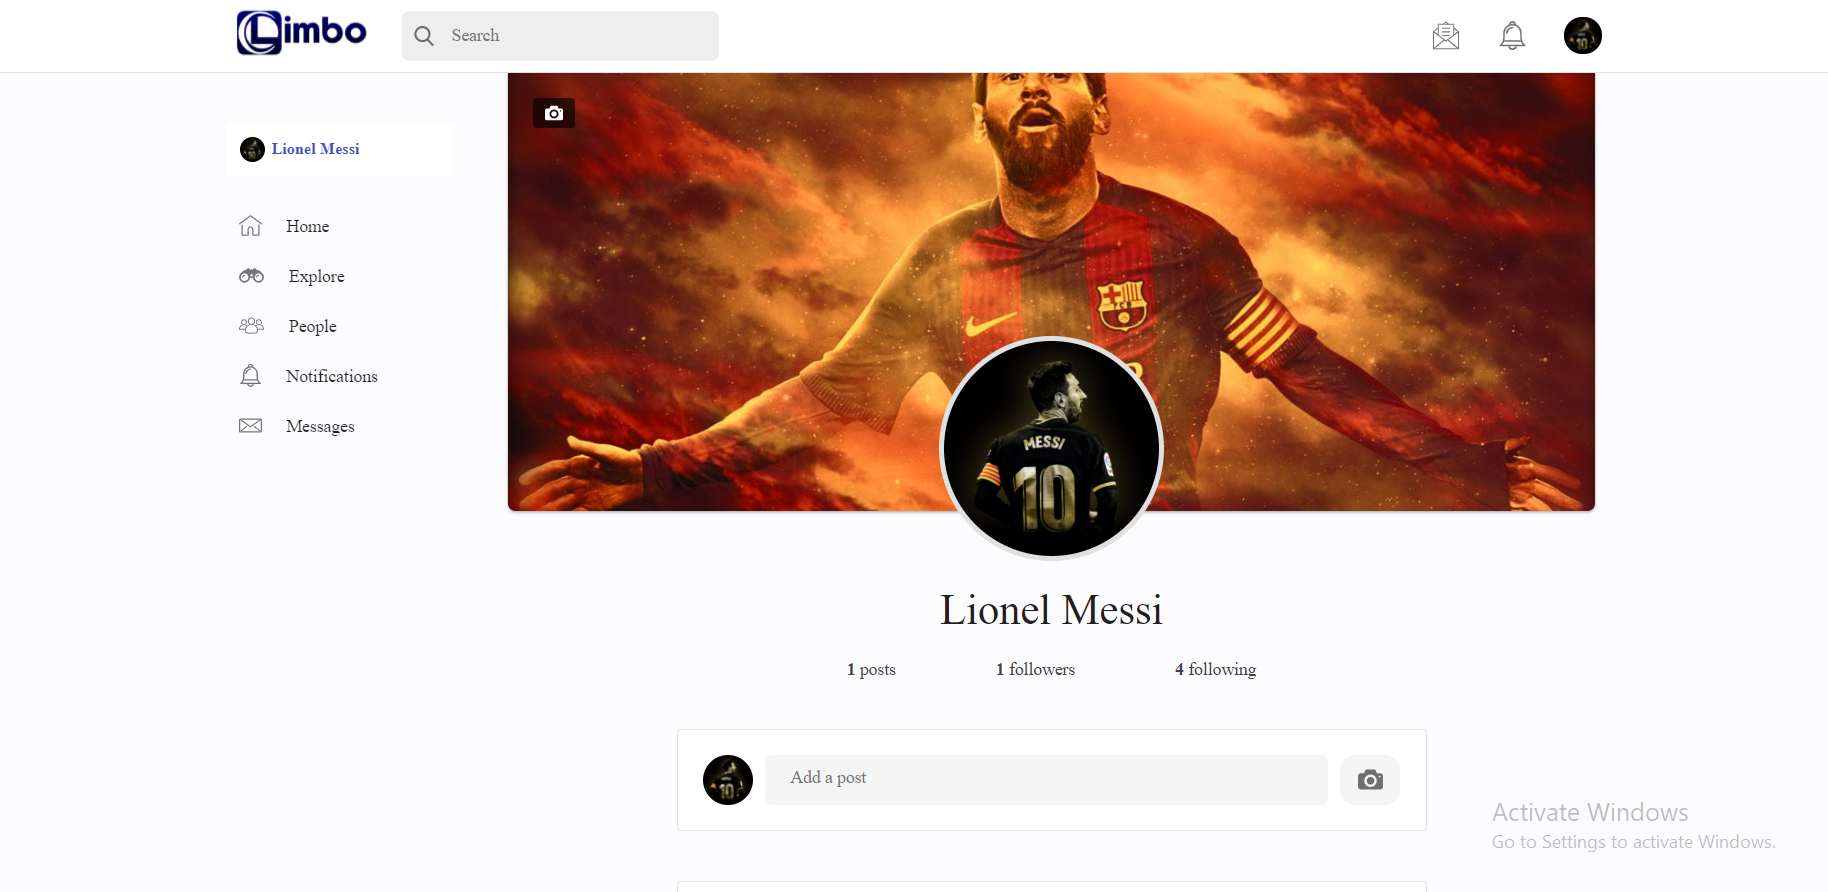 Limbo
Search
Lionel Messi
Home
Explore
People
Notifications
Messages
MESSI
10
Lionel Messi
1 posts
1 followers
4 following
Add a post
Activate Windows
Go to Settings to activate Windows.